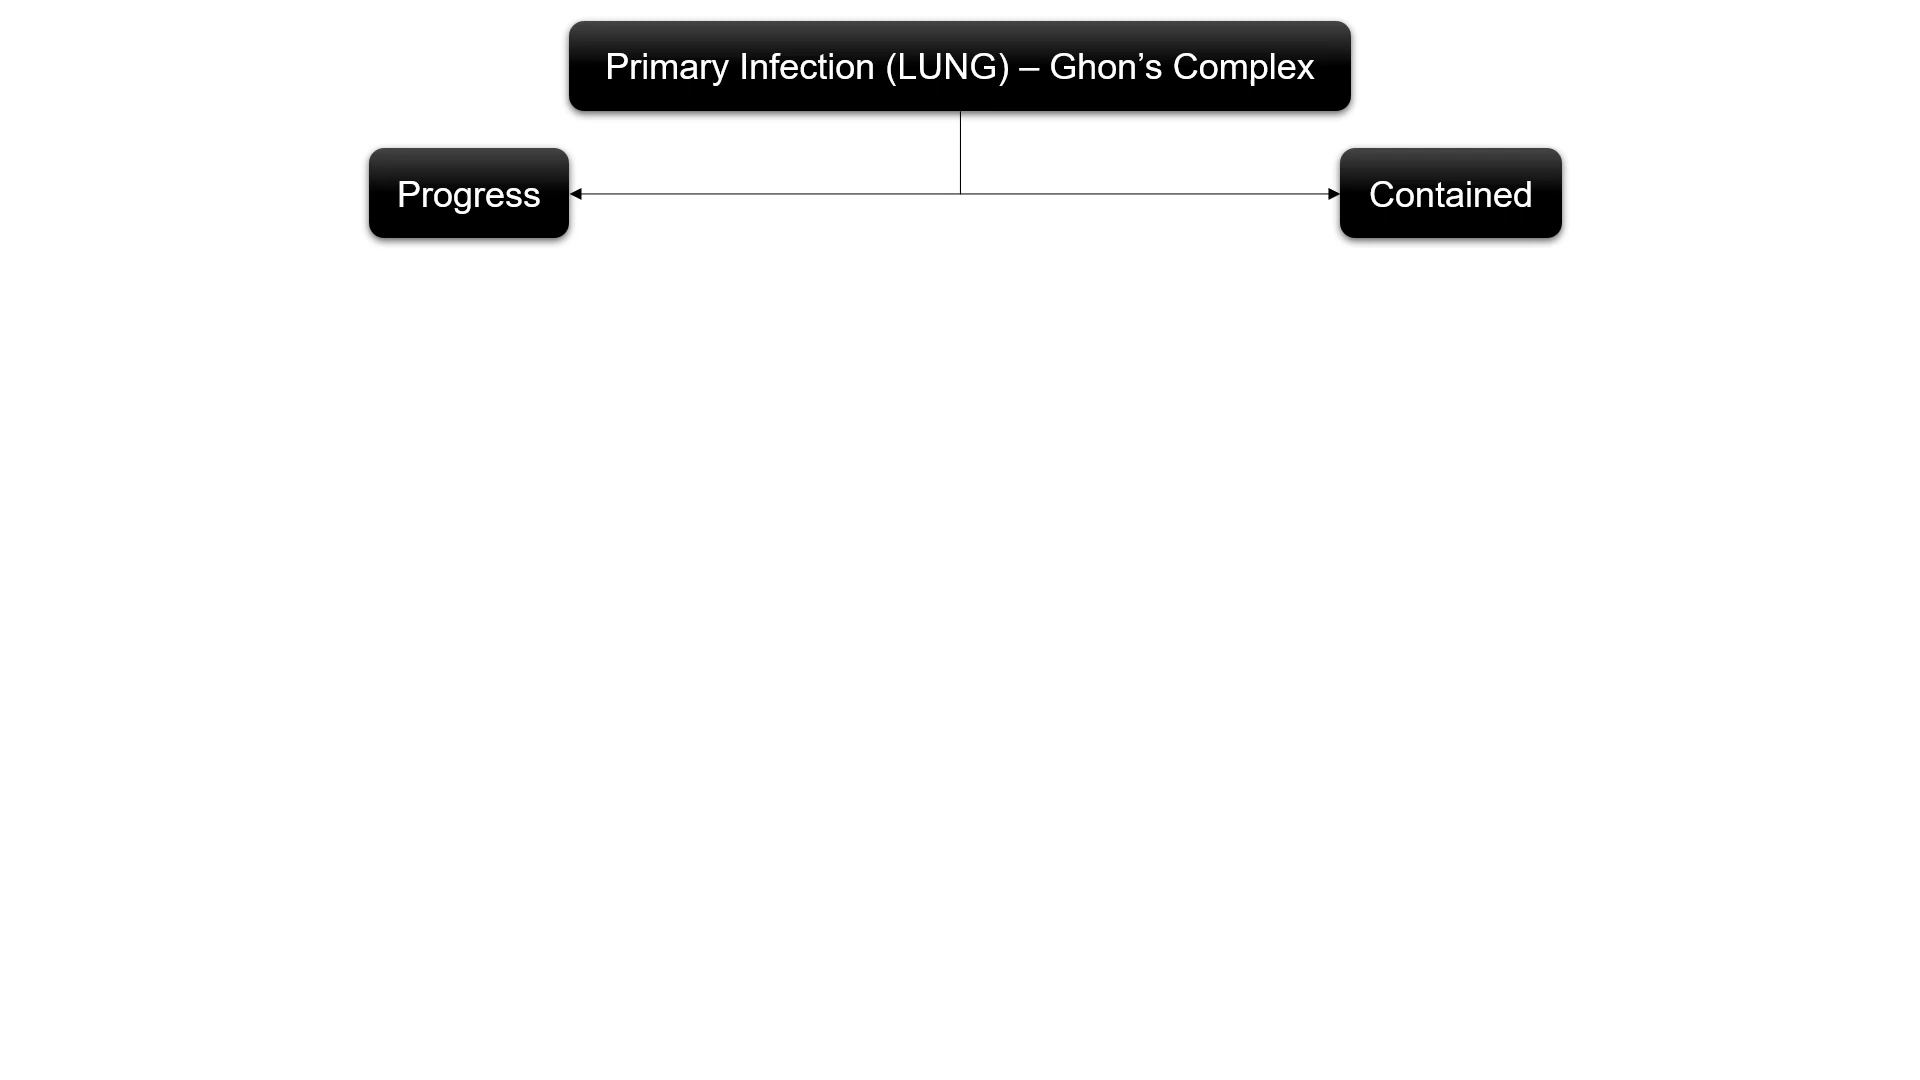 Primary Infection (LUNG) – Ghon’s Complex
Progress
Contained